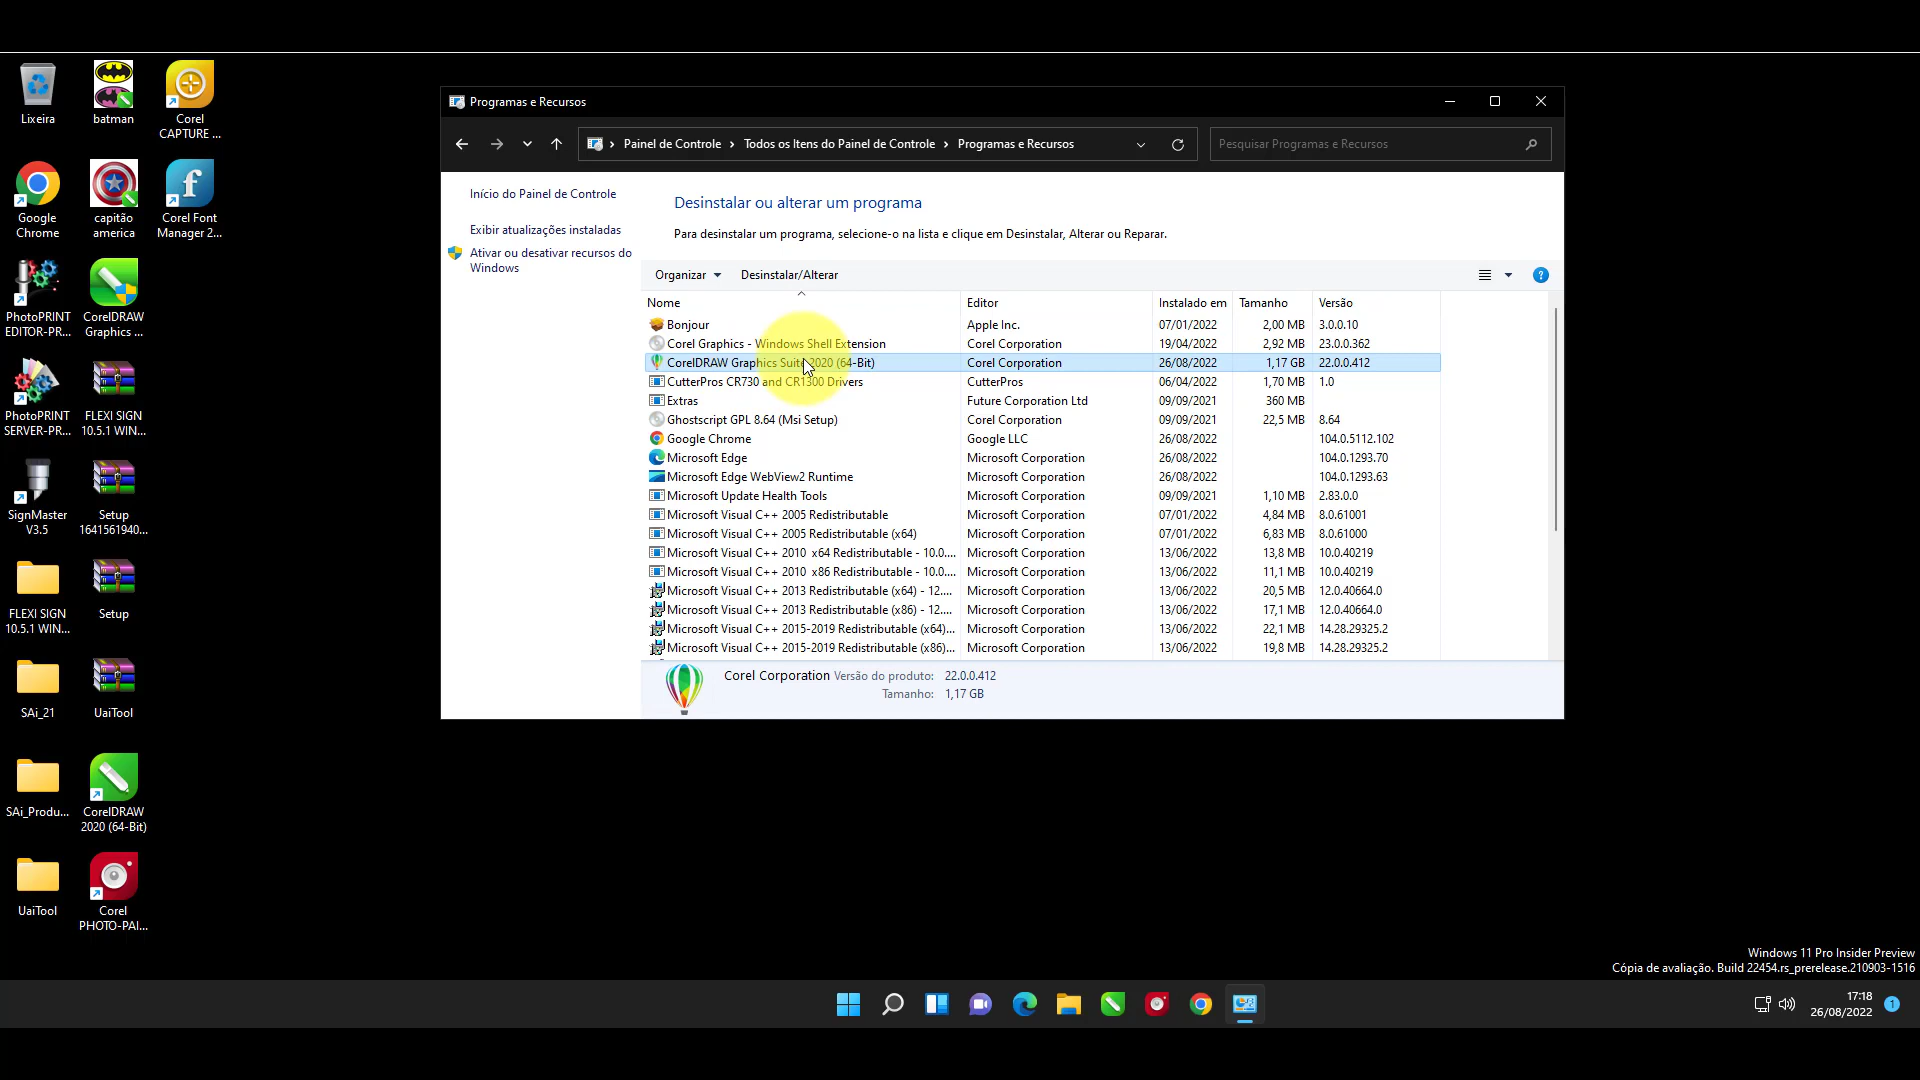 Lixeira
batman
Corel
CAPTURE ...
Google
Chrome
capitão
america
Corel Font
Manager 2...
PhotoPRINT
EDITOR-PR...
CorelDRAW
Graphics ...
PhotoPRINT
SERVER-PR...
FLEXI SIGN
10.5.1 WIN...
SignMaster
V3.5
Setup
1641561940...
FLEXI SIGN
10.5.1 WIN...
Setup
SAi_21
UaiTool
SAi_Produ...
CorelDRAW
2020 (64-Bit)
UaiTool
Corel
PHOTO-PAI...
Programas e Recursos
Painel de Controle > Todos os Itens do Painel de Controle > Programas e Recursos
Pesquisar Programas e Recursos
Início do Painel de Controle
Exibir atualizações instaladas
Ativar ou desativar recursos do
Windows
Desinstalar ou alterar um programa
Para desinstalar um programa, selecione-o na lista e clique em Desinstalar, Alterar ou Reparar.
Organizar Desinstalar/Alterar
Nome Editor Instalado em Tamanho Versão
Bonjour Apple Inc. 07/01/2022 2,00 MB 3.0.0.10
Corel Graphics - Windows Shell Extension Corel Corporation 19/04/2022 2,92 MB 23.0.0.362
CorelDRAW Graphics Suite 2020 (64-Bit) Corel Corporation 26/08/2022 1,17 GB 22.0.0.412
CutterPros CR730 and CR1300 Drivers CutterPros 06/04/2022 1,70 MB 1.0
Extras Future Corporation Ltd 09/09/2021 360 MB
Ghostscript GPL 8.64 (Msi Setup) Corel Corporation 09/09/2021 22,5 MB 8.64
Google Chrome Google LLC 26/08/2022 104.0.5112.102
Microsoft Edge Microsoft Corporation 26/08/2022 104.0.1293.70
Microsoft Edge WebView2 Runtime Microsoft Corporation 26/08/2022 104.0.1293.63
Microsoft Update Health Tools Microsoft Corporation 09/09/2021 1,10 MB 2.83.0.0
Microsoft Visual C++ 2005 Redistributable Microsoft Corporation 07/01/2022 4,84 MB 8.0.61001
Microsoft Visual C++ 2005 Redistributable (x64) Microsoft Corporation 07/01/2022 6,83 MB 8.0.61000
Microsoft Visual C++ 2010 x64 Redistributable - 10.0.... Microsoft Corporation 13/06/2022 13,8 MB 10.0.40219
Microsoft Visual C++ 2010 x86 Redistributable - 10.0.... Microsoft Corporation 13/06/2022 11,1 MB 10.0.40219
Microsoft Visual C++ 2013 Redistributable (x64) - 12.... Microsoft Corporation 13/06/2022 20,5 MB 12.0.40664.0
Microsoft Visual C++ 2013 Redistributable (x86) - 12.... Microsoft Corporation 13/06/2022 17,1 MB 12.0.40664.0
Microsoft Visual C++ 2015-2019 Redistributable (x64)... Microsoft Corporation 13/06/2022 22,1 MB 14.28.29325.2
Microsoft Visual C++ 2015-2019 Redistributable (x86)... Microsoft Corporation 13/06/2022 19,8 MB 14.28.29325.2
Corel Corporation Versão do produto: 22.0.0.412
Tamanho: 1,17 GB
Windows 11 Pro Insider Preview
Cópia de avaliação. Build 22454.rs_prerelease.210903-1516
17:18
26/08/2022
1